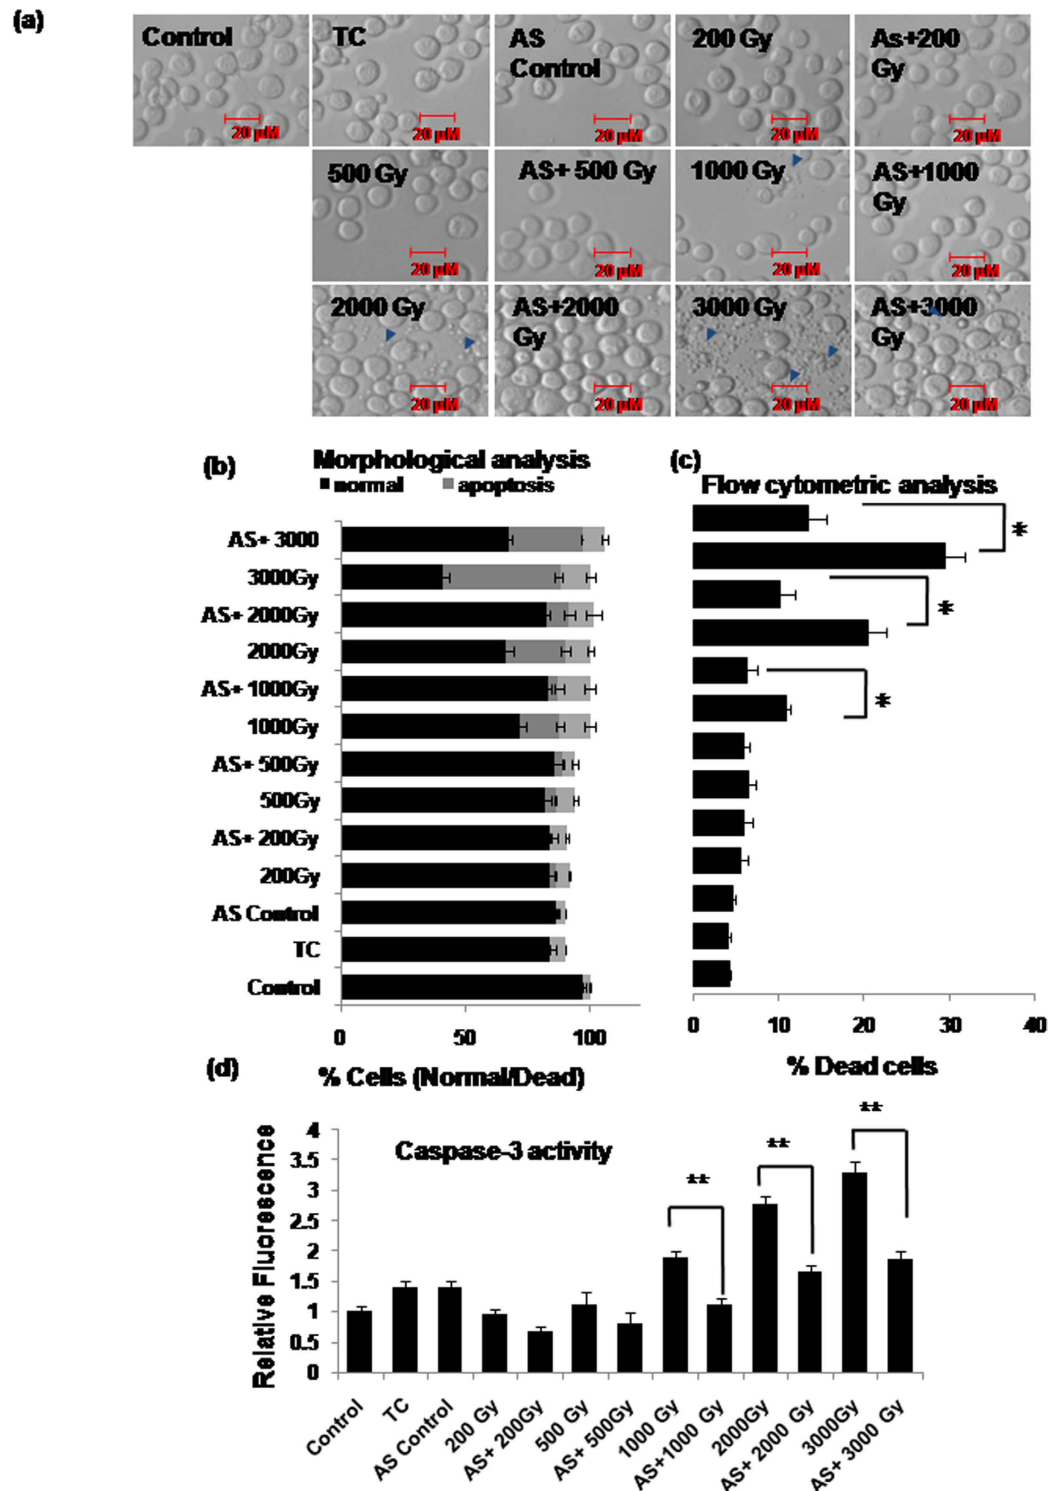 (a)
Control
TC
AS
Control
200 Gy
As+200
Gy
20 µM
20 µM
20 µM
20 µM
20 µM
500 Gy
AS+ 500 Gy
1000 Gy
AS+1000
Gy
20 µM
20 µM
20 µM
20 µM
2000 Gy
AS+2000
Gy
3000 Gy
AS+3000
Gy
20 µM
20 µM
20 µM
20 µM
(b)
Morphological analysis
normal apoptosis
AS+ 3000
3000Gy
AS+ 2000Gy
2000Gy
AS+ 1000Gy
1000Gy
AS+ 500Gy
500Gy
AS+ 200Gy
200Gy
AS Control
TC
Control
0 50 100
% Cells (Normal/Dead)
(c)
Flow cytometric analysis
*
*
*
0 10 20 30 40
% Dead cells
(d)
Caspase-3 activity
Relative Fluorescence
4
3.5
3
2.5
2
1.5
1
0.5
0
**
**
**
Control
TC
AS Control
200 Gy
AS+ 200Gy
500 Gy
AS+ 500Gy
1000 Gy
AS+1000 Gy
2000Gy
AS+ 2000 Gy
3000Gy
AS+ 3000 Gy